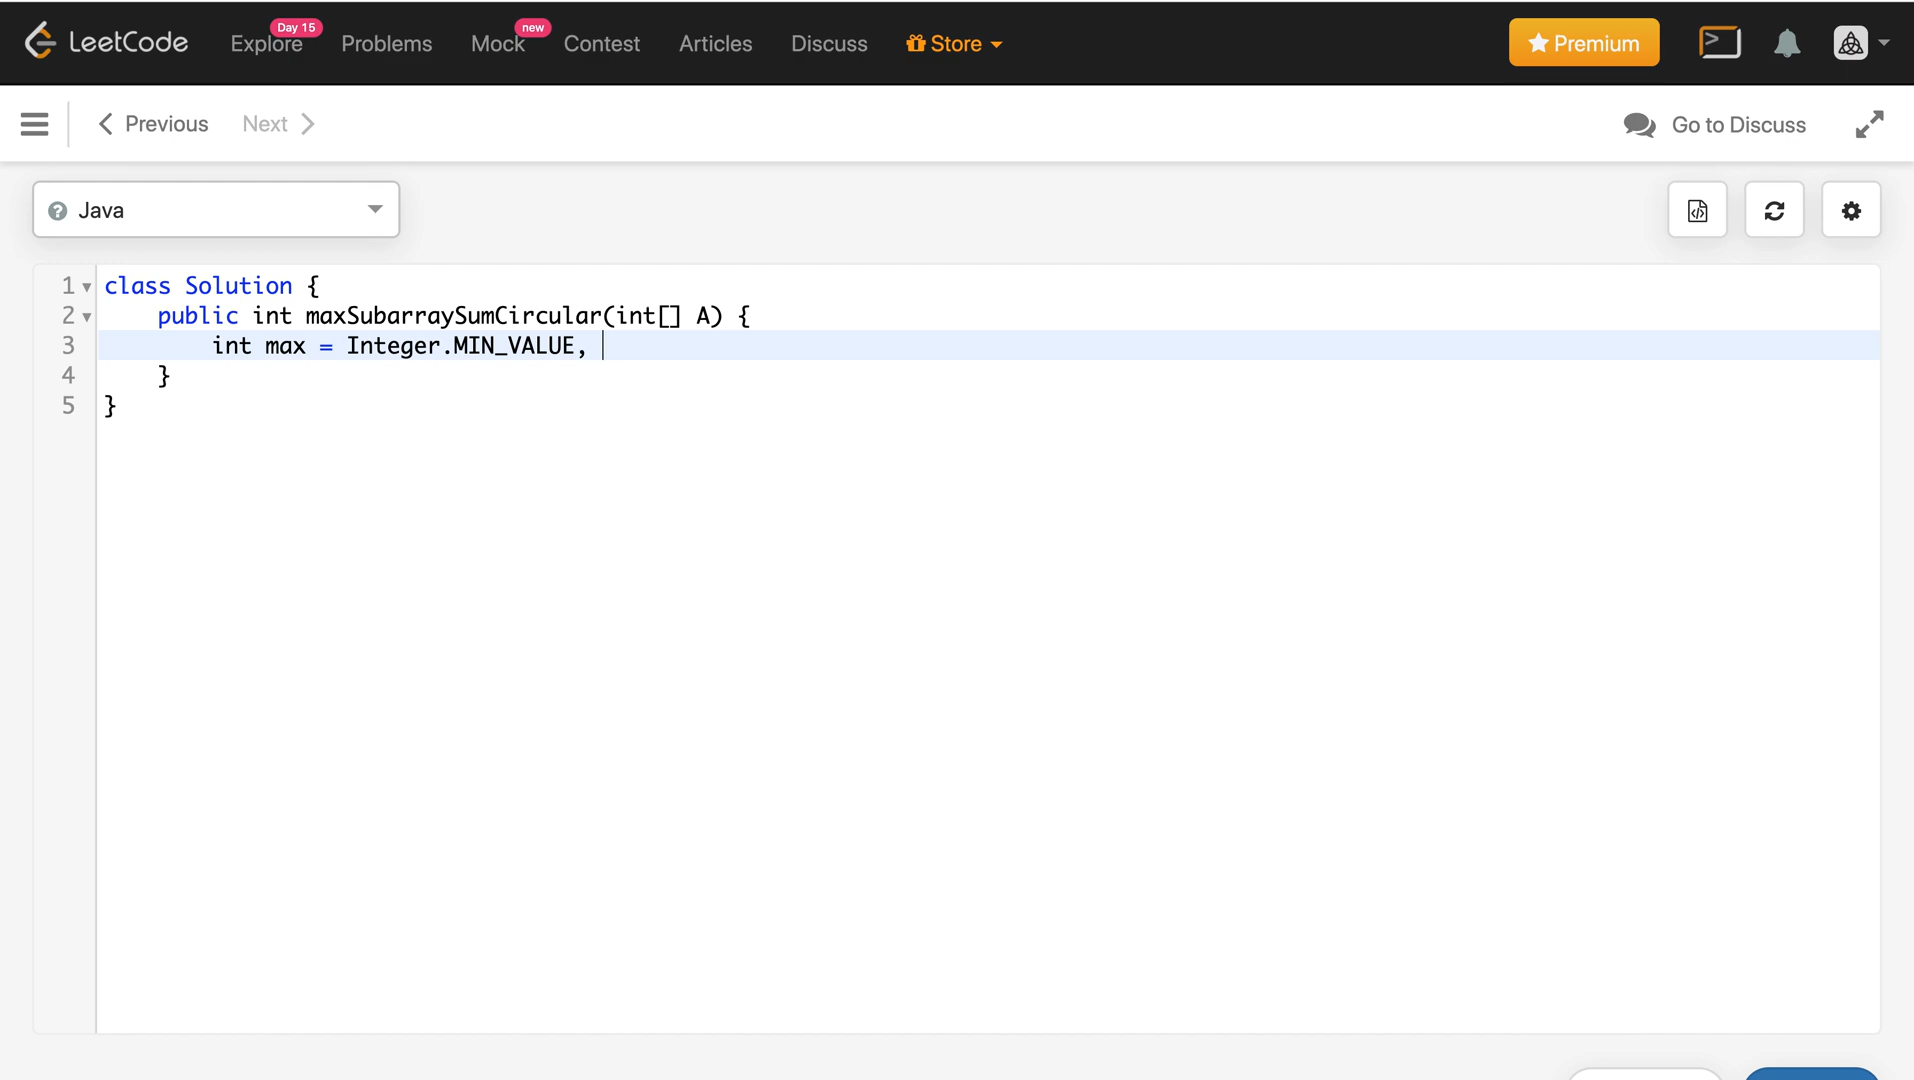 LeetCode Explore Day 15 Problems Mock new Contest Articles Discuss Store Premium
Previous Next Go to Discuss
Java
1 class Solution {
2 public int maxSubarraySumCircular(int[] A) {
3 int max = Integer.MIN_VALUE,
4 }
5 }